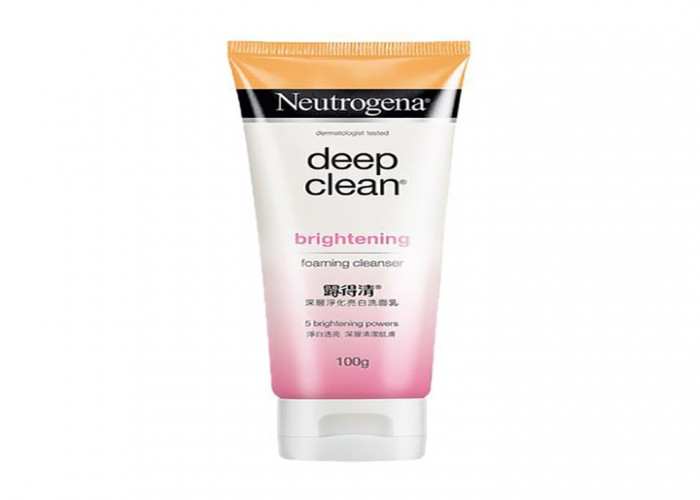 Neutrogena®
dermatologist tested
deep
clean®
brightening
foaming cleanser
露得清®
深層淨化亮白洗面乳
5 brightening powers
淨白透亮 深層清潔肌膚
100g